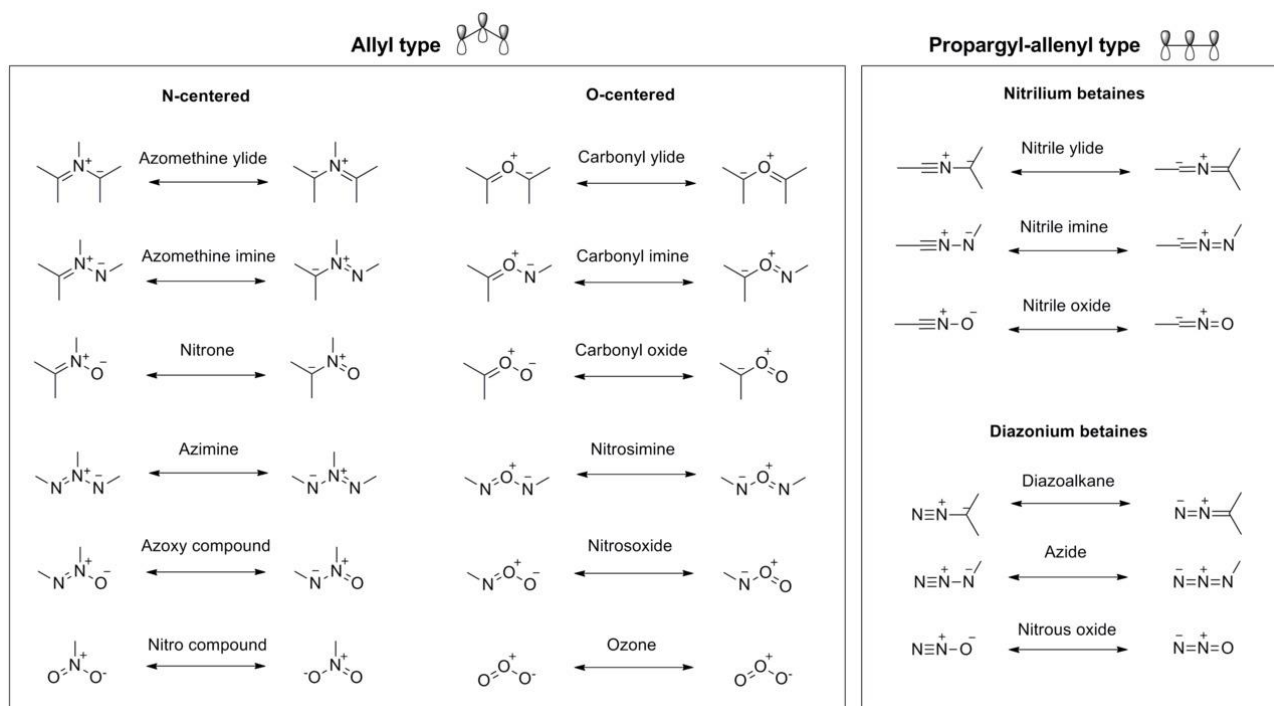 Allyl type
Propargyl-allenyl type
N-centered
O-centered
Nitrilium betaines
Azomethine ylide
N+ - - N+
Carbonyl ylide
O+ - - O+
Nitrile ylide
N+ - - N+
Azomethine imine
N+ N- - N+ N
Carbonyl imine
O+ N- - O+ N
Nitrile imine
N+ N- - N+ N
Nitrone
N+ O- - N+ O
Carbonyl oxide
O+ O- - O+ O
Nitrile oxide
N+ O- - N+ O
Azimine
N N+ N- N- N+ N
Nitrosimine
N O+ N- N- O+ N
Diazonium betaines
Diazoalkane
N N+ - N- N+
Azoxy compound
N N+ O- N- N+ O
Nitrosoxide
N O+ O- N- O+ O
Azide
N N+ N- N- N+ N
Nitro compound
O N+ O- -O N+ O
Ozone
O O+ O- O O+ O-
Nitrous oxide
N N+ O- N- N+ O